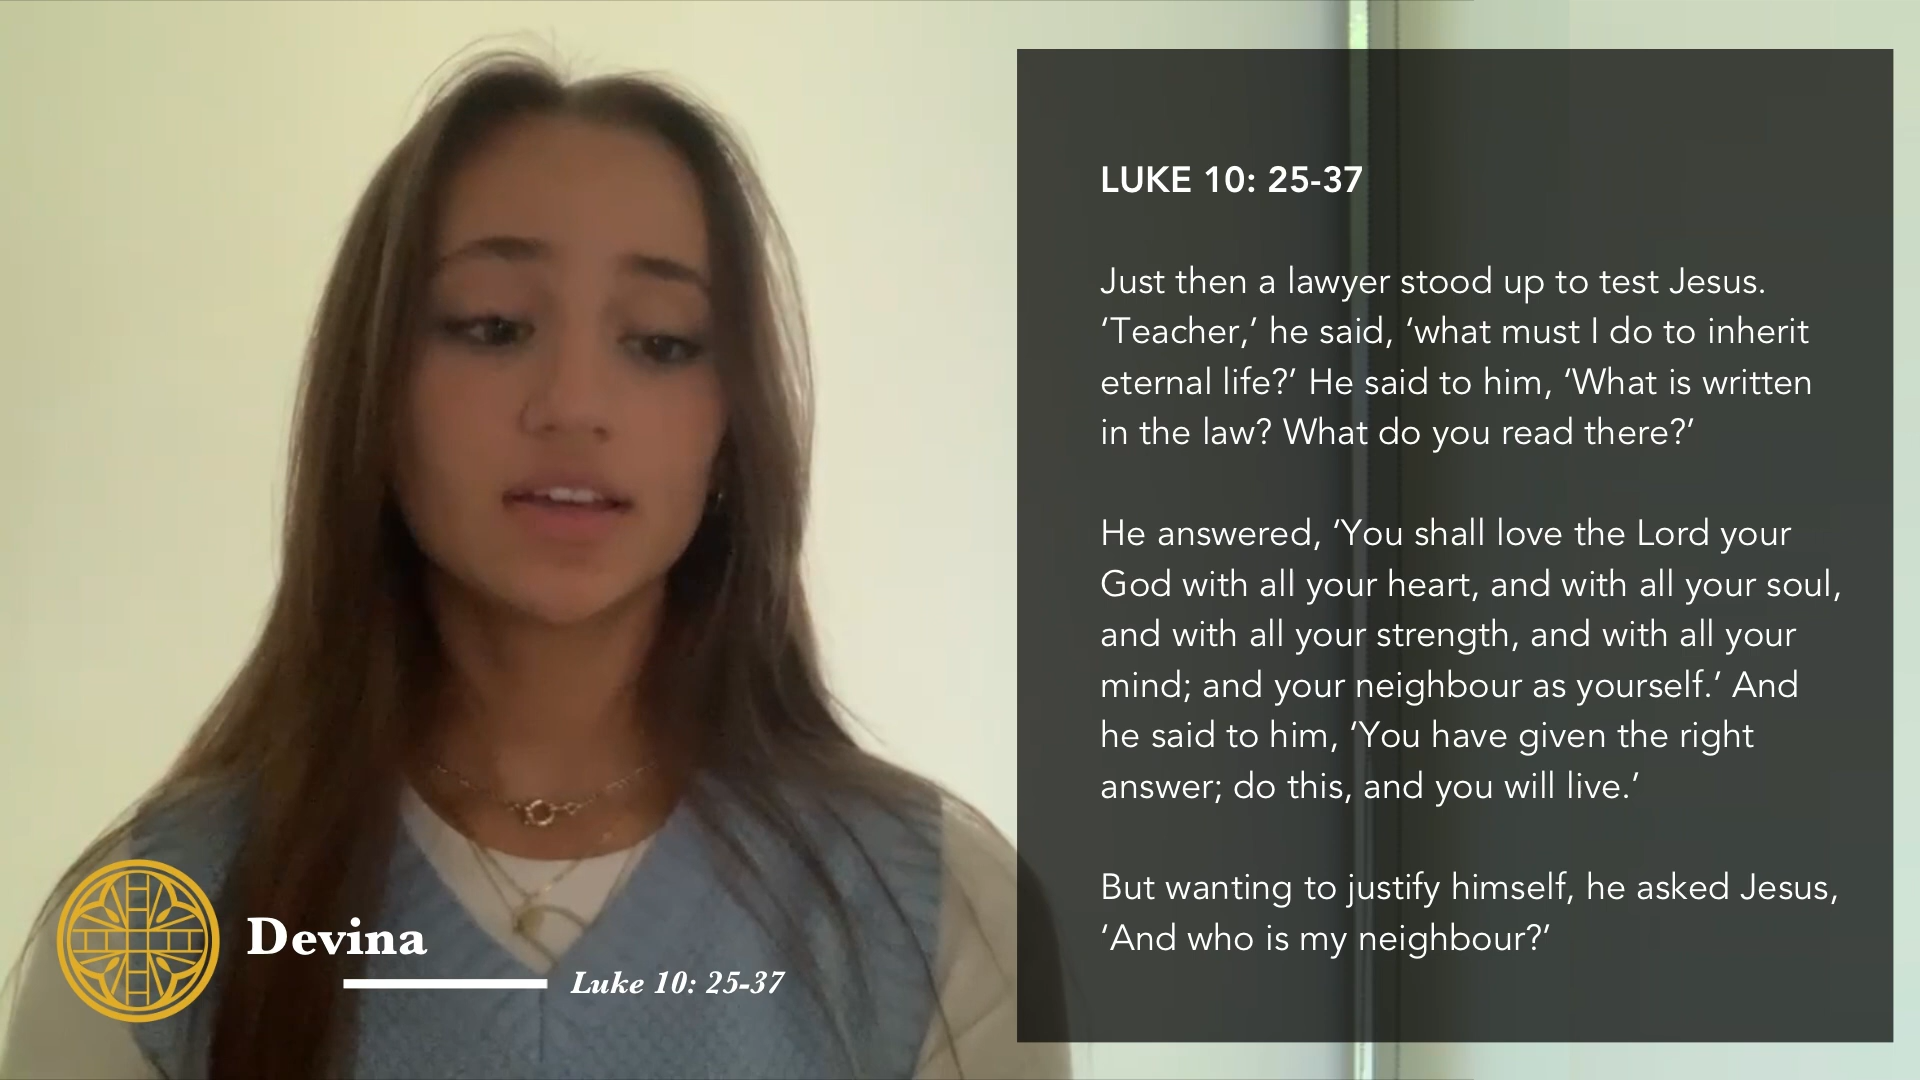 LUKE 10: 25-37
Just then a lawyer stood up to test Jesus.
‘Teacher,’ he said, ‘what must I do to inherit
eternal life?’ He said to him, ‘What is written
in the law? What do you read there?’
He answered, ‘You shall love the Lord your
God with all your heart, and with all your soul,
and with all your strength, and with all your
mind; and your neighbour as yourself.’ And
he said to him, ‘You have given the right
answer; do this, and you will live.’
But wanting to justify himself, he asked Jesus,
‘And who is my neighbour?’
Devina
Luke 10: 25-37